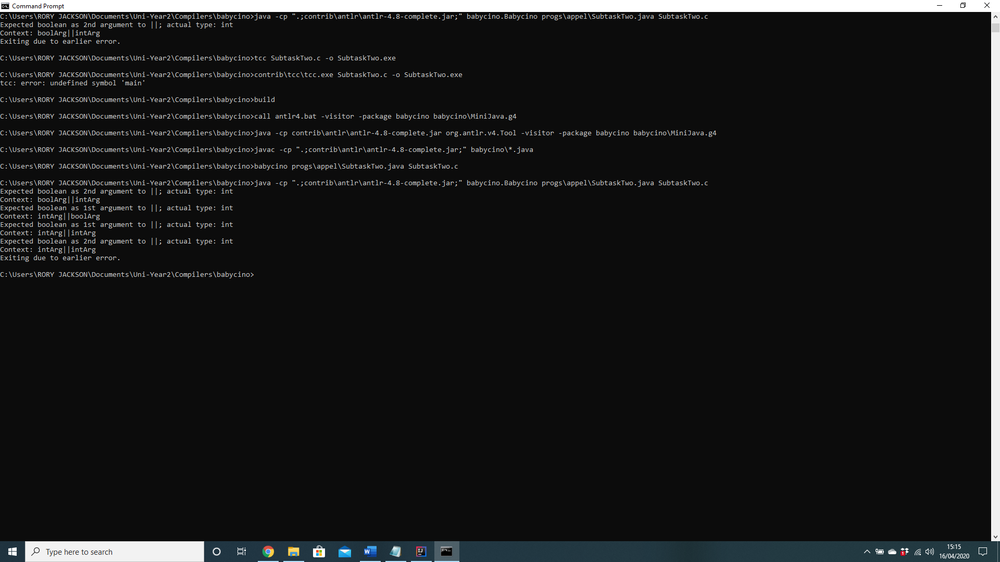 Command Prompt
C:\Users\RORY JACKSON\Documents\Uni-Year2\Compilers\babycino>java -cp ".;contrib\antlr\antlr-4.8-complete.jar;" babycino.Babycino progs\appel\SubtaskTwo.java SubtaskTwo.c
Expected boolean as 2nd argument to ||; actual type: int
Context: boolArg||intArg
Exiting due to earlier error.
C:\Users\RORY JACKSON\Documents\Uni-Year2\Compilers\babycino>tcc SubtaskTwo.c -o SubtaskTwo.exe
C:\Users\RORY JACKSON\Documents\Uni-Year2\Compilers\babycino>contrib\tcc\tcc.exe SubtaskTwo.c -o SubtaskTwo.exe
tcc: error: undefined symbol 'main'
C:\Users\RORY JACKSON\Documents\Uni-Year2\Compilers\babycino>build
C:\Users\RORY JACKSON\Documents\Uni-Year2\Compilers\babycino>call antlr4.bat -visitor -package babycino babycino\MiniJava.g4
C:\Users\RORY JACKSON\Documents\Uni-Year2\Compilers\babycino>java -cp contrib\antlr\antlr-4.8-complete.jar org.antlr.v4.Tool -visitor -package babycino babycino\MiniJava.g4
C:\Users\RORY JACKSON\Documents\Uni-Year2\Compilers\babycino>javac -cp ".;contrib\antlr\antlr-4.8-complete.jar;" babycino\*.java
C:\Users\RORY JACKSON\Documents\Uni-Year2\Compilers\babycino>babycino progs\appel\SubtaskTwo.java SubtaskTwo.c
C:\Users\RORY JACKSON\Documents\Uni-Year2\Compilers\babycino>java -cp ".;contrib\antlr\antlr-4.8-complete.jar;" babycino.Babycino progs\appel\SubtaskTwo.java SubtaskTwo.c
Expected boolean as 2nd argument to ||; actual type: int
Context: boolArg||intArg
Expected boolean as 1st argument to ||; actual type: int
Context: intArg||boolArg
Expected boolean as 1st argument to ||; actual type: int
Context: intArg||intArg
Expected boolean as 2nd argument to ||; actual type: int
Context: intArg||intArg
Exiting due to earlier error.
C:\Users\RORY JACKSON\Documents\Uni-Year2\Compilers\babycino>
Type here to search
15:15
16/04/2020